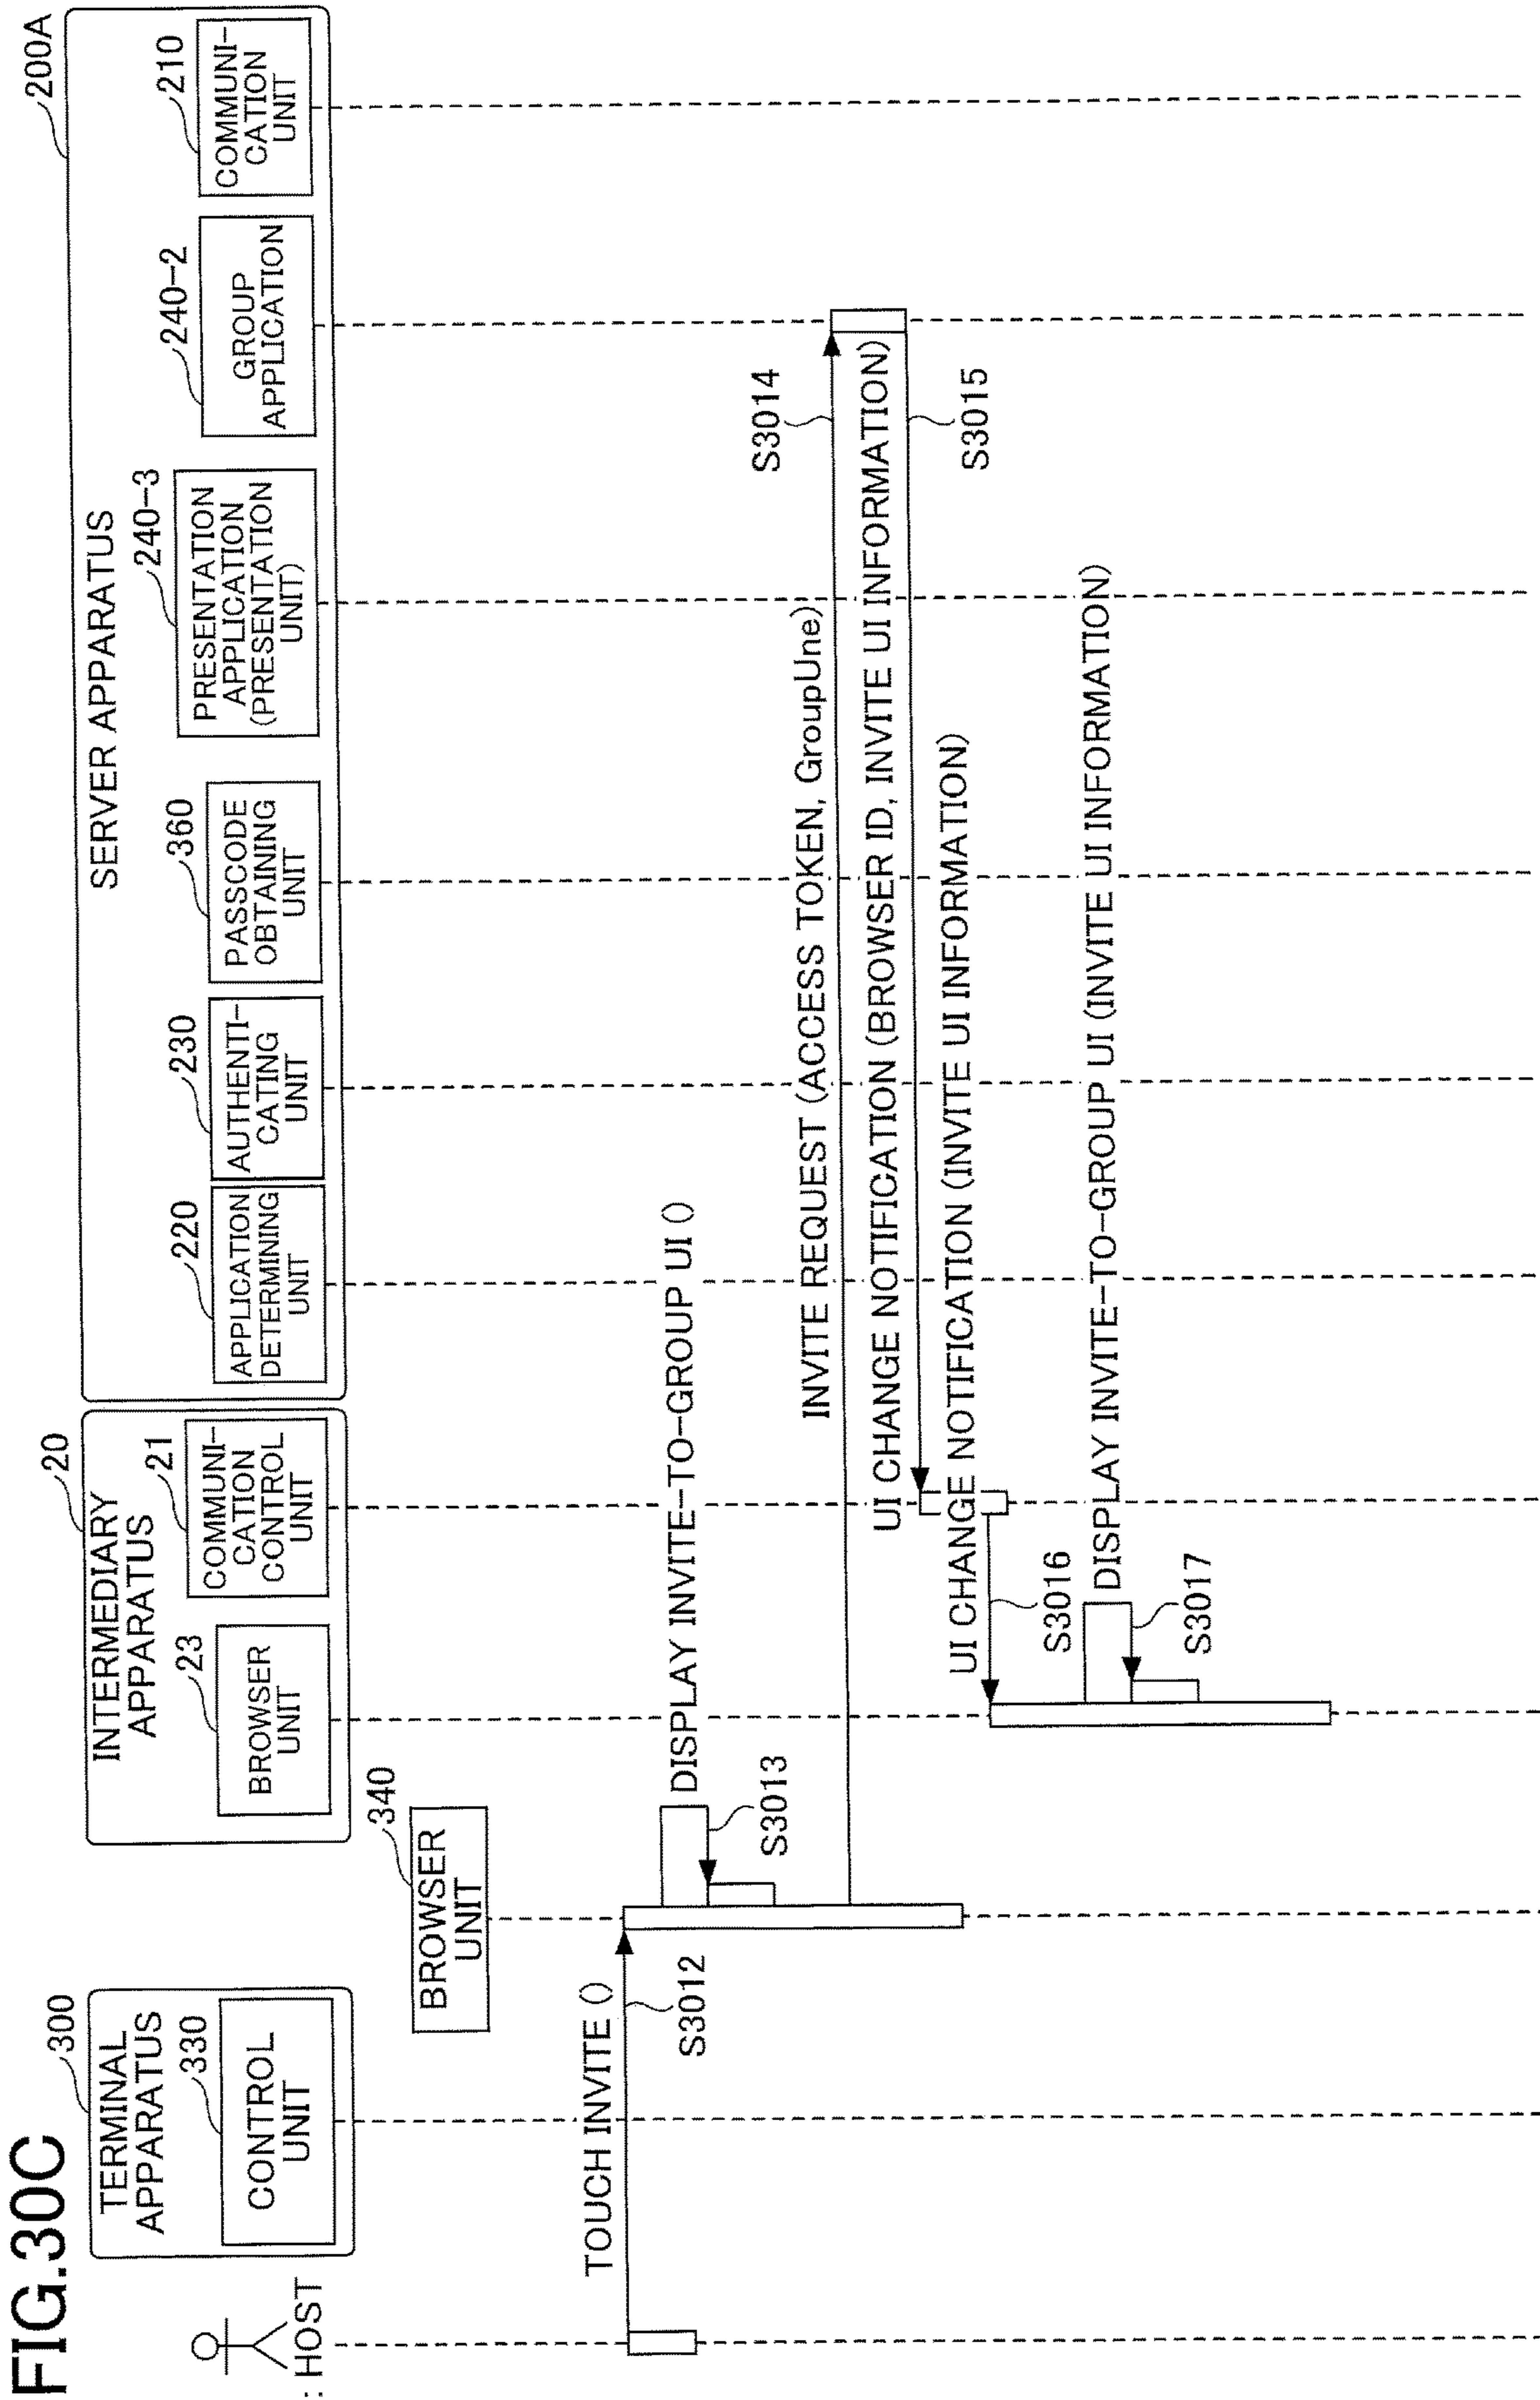 FIG.30C
: HOST
300
TERMINAL
APPARATUS
330
CONTROL
UNIT
340
BROWSER
UNIT
20
INTERMEDIARY
APPARATUS
23
BROWSER
UNIT
21
COMMUNI-
CATION
CONTROL
UNIT
200A
SERVER APPARATUS
220
APPLICATION
DETERMINING
UNIT
230
AUTHENTI-
CATING
UNIT
360
PASSCODE
OBTAINING
UNIT
240-3
PRESENTATION
APPLICATION
(PRESENTATION
UNIT)
240-2
GROUP
APPLICATION
210
COMMUNI-
CATION
UNIT
TOUCH INVITE ()
S3012
DISPLAY INVITE-TO-GROUP UI ()
S3013
INVITE REQUEST (ACCESS TOKEN, GroupUne)
S3014
UI CHANGE NOTIFICATION (BROWSER ID, INVITE UI INFORMATION)
S3015
UI CHANGE NOTIFICATION (INVITE UI INFORMATION)
S3016
DISPLAY INVITE-TO-GROUP UI (INVITE UI INFORMATION)
S3017